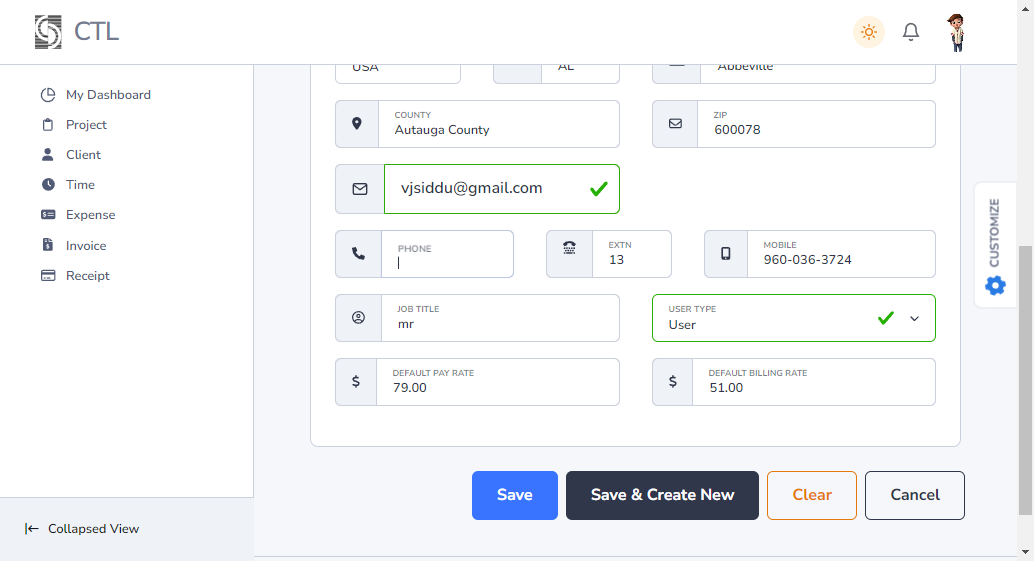 CTL
My Dashboard
Project
Client
Time
Expense
Invoice
Receipt
Collapsed View
USA
AL
Abbeville
COUNTY
Autauga County
ZIP
600078
vjsiddu@gmail.com
PHONE
EXTN
13
MOBILE
960-036-3724
JOB TITLE
mr
USER TYPE
User
DEFAULT PAY RATE
79.00
DEFAULT BILLING RATE
51.00
Save
Save & Create New
Clear
Cancel
CUSTOMIZE